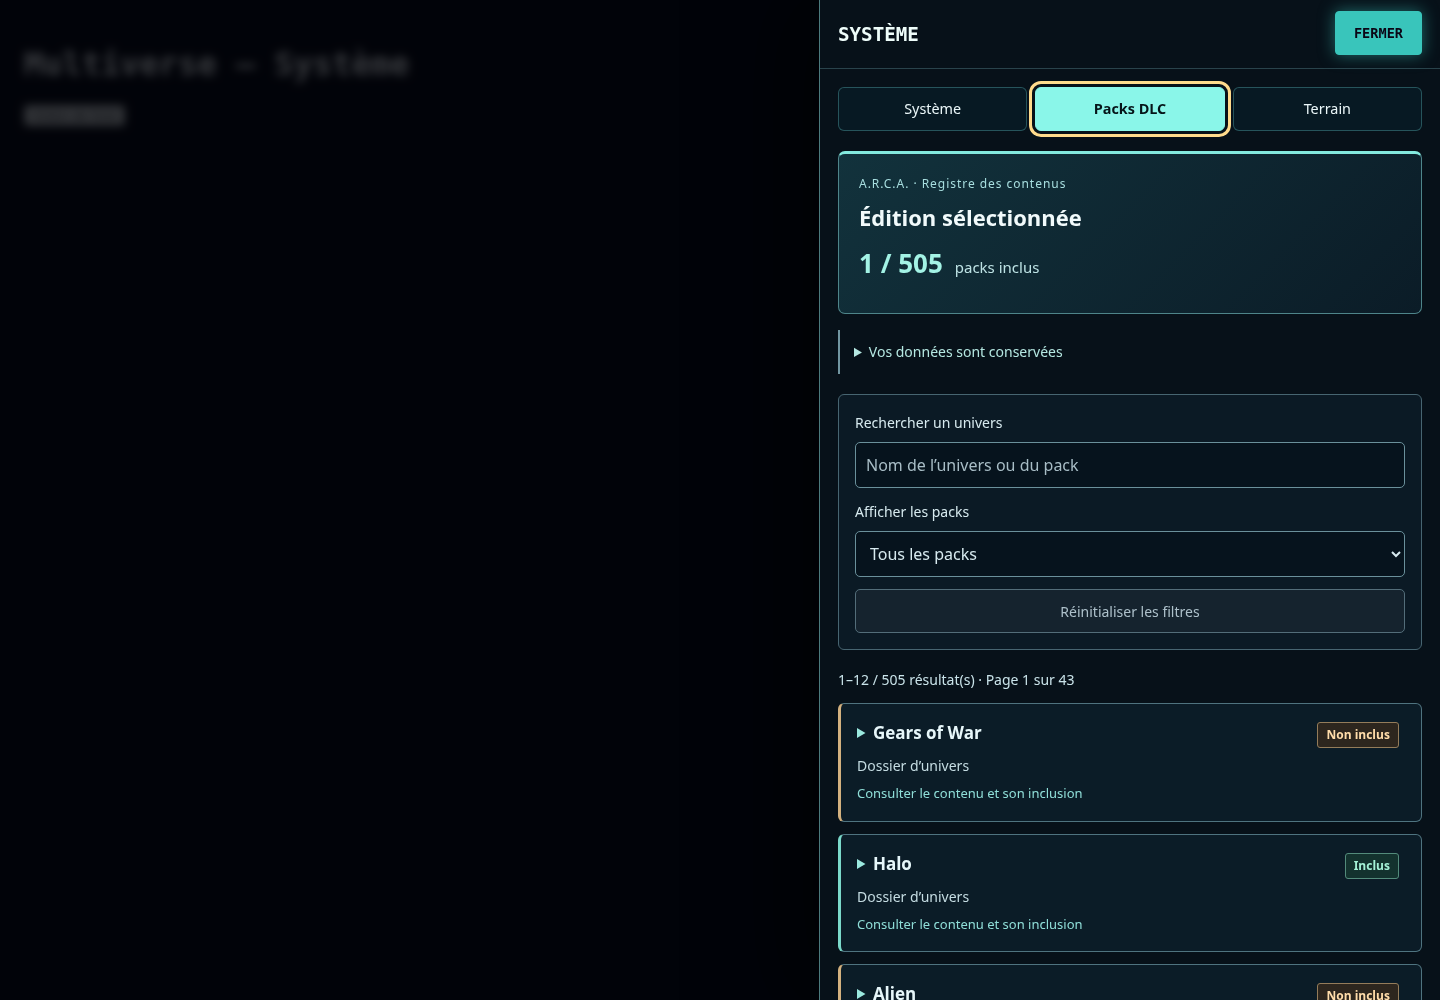 Multiverse — Système
SYSTÈME
FERMER
Système
Packs DLC
Terrain
A.R.C.A. · Registre des contenus
Édition sélectionnée
1 / 505 packs inclus
Vos données sont conservées
Rechercher un univers
Nom de l’univers ou du pack
Afficher les packs
Tous les packs
Réinitialiser les filtres
1–12 / 505 résultat(s) · Page 1 sur 43
Gears of War
Non inclus
Dossier d’univers
Consulter le contenu et son inclusion
Halo
Inclus
Dossier d’univers
Consulter le contenu et son inclusion
Alien
Non inclus